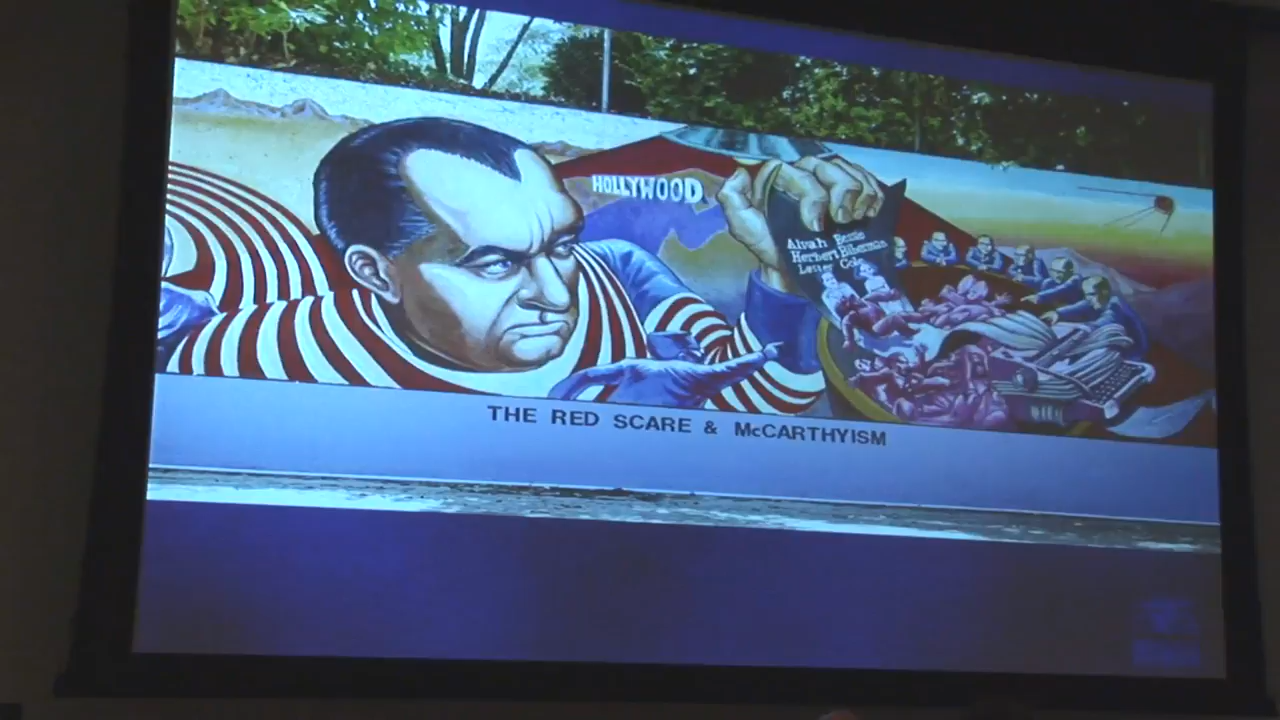 HOLLYWOOD
Alvah Bessie
Herbert Biberman
Lester Cole
THE RED SCARE & McCARTHYISM